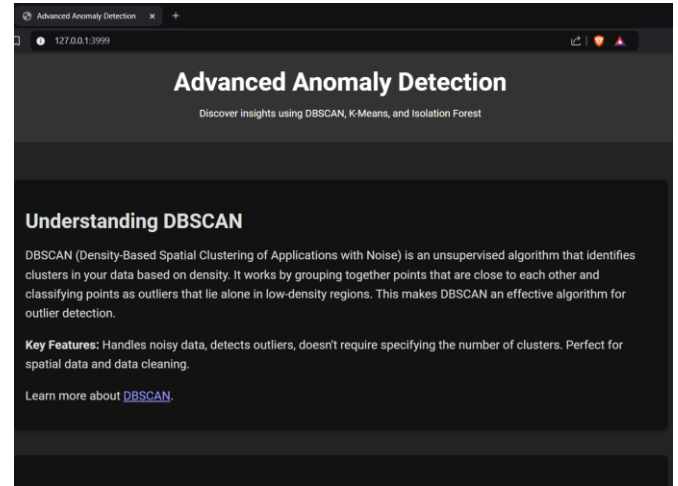 Advanced Anomaly Detection
127.0.0.1:3999
Advanced Anomaly Detection
Discover insights using DBSCAN, K-Means, and Isolation Forest
Understanding DBSCAN
DBSCAN (Density-Based Spatial Clustering of Applications with Noise) is an unsupervised algorithm that identifies
clusters in your data based on density. It works by grouping together points that are close to each other and
classifying points as outliers that lie alone in low-density regions. This makes DBSCAN an effective algorithm for
outlier detection.
Key Features: Handles noisy data, detects outliers, doesn't require specifying the number of clusters. Perfect for
spatial data and data cleaning.
Learn more about DBSCAN.